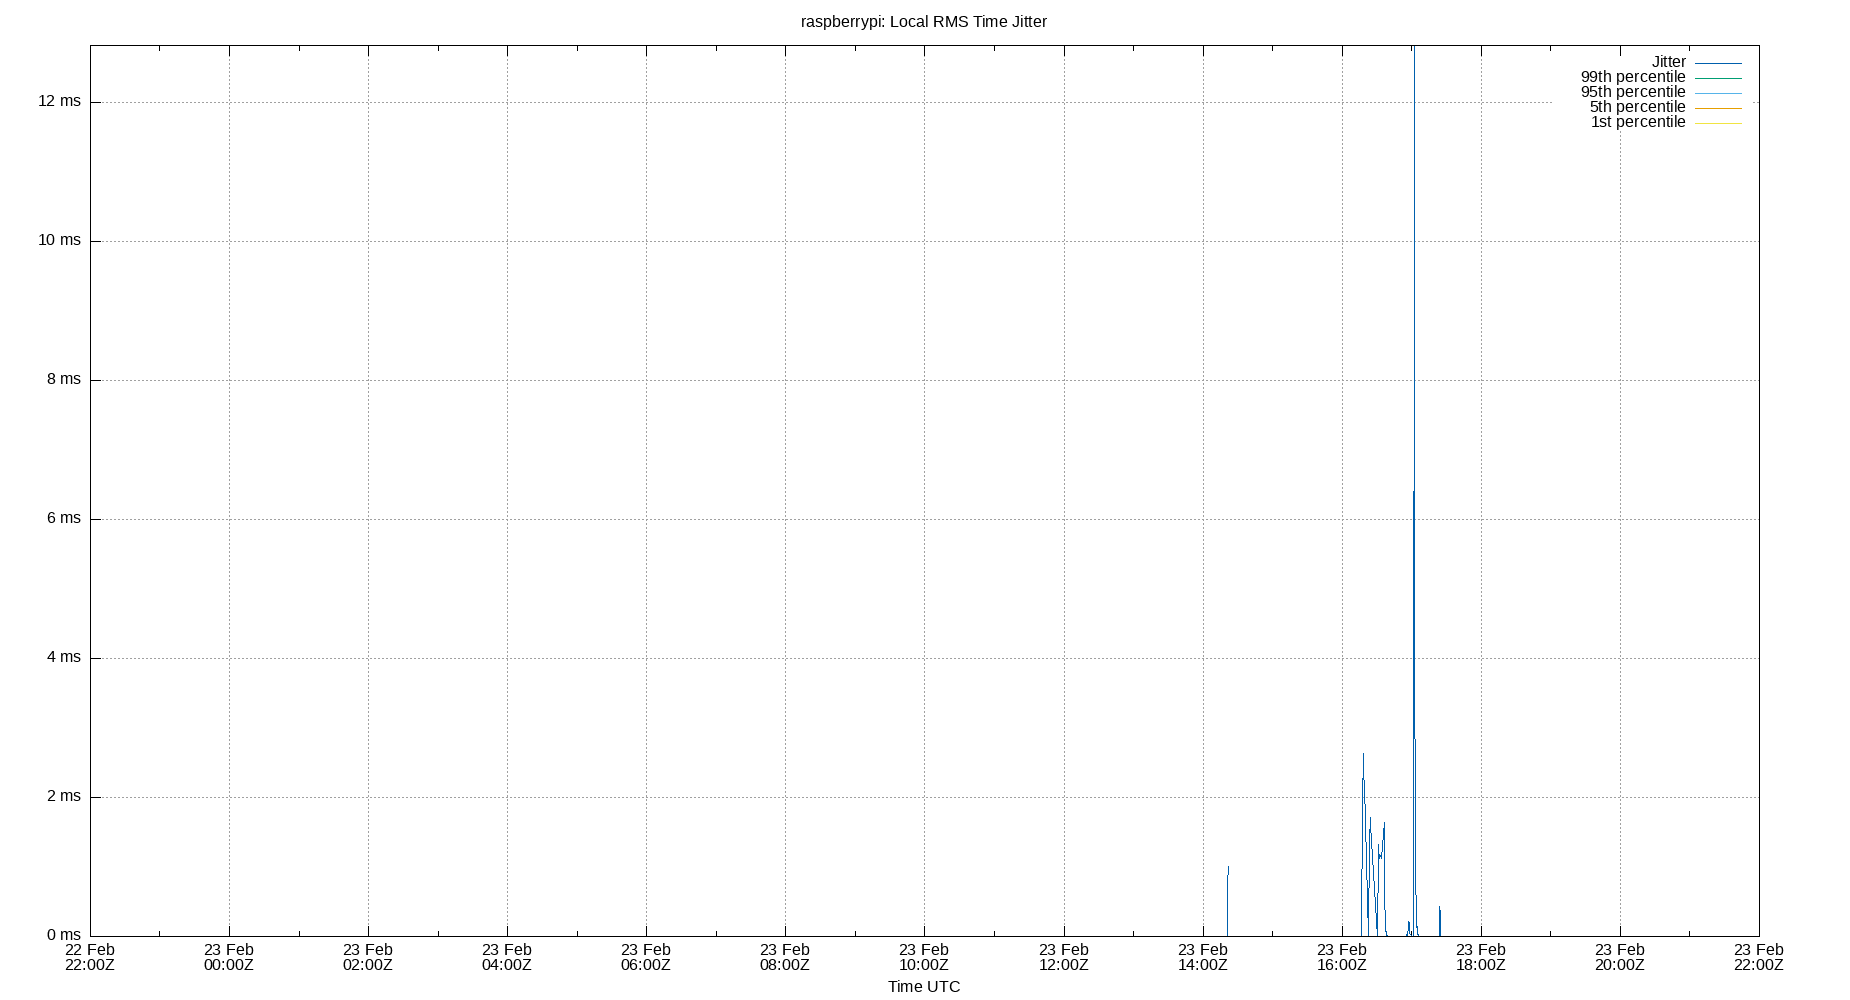 raspberrypi: Local RMS Time Jitter
Jitter
99th percentile
95th percentile
5th percentile
1st percentile
12 ms
10 ms
8 ms
6 ms
4 ms
2 ms
0 ms
22 Feb 23 Feb 23 Feb 23 Feb 23 Feb 23 Feb 23 Feb 23 Feb 23 Feb 23 Feb 23 Feb 23 Feb 23 Feb
22:00Z 00:00Z 02:00Z 04:00Z 06:00Z 08:00Z 10:00Z 12:00Z 14:00Z 16:00Z 18:00Z 20:00Z 22:00Z
Time UTC